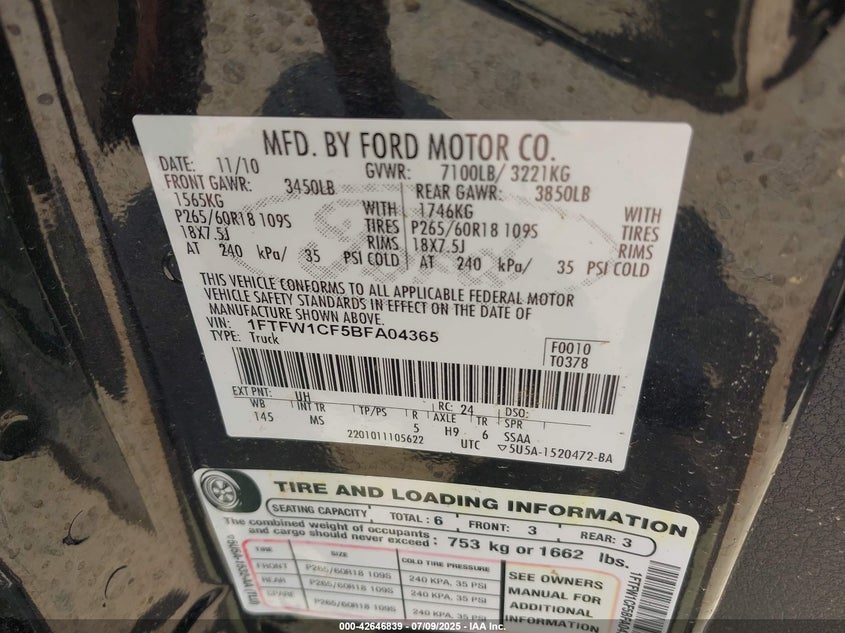 MFD. BY FORD MOTOR CO.
DATE: 11/10 GVWR: 7100LB/ 3221KG
FRONT GAWR: 3450LB REAR GAWR: 3850LB
1565KG WITH 1746KG WITH
P265/60R18 109S TIRES P265/60R18 109S TIRES
18X7.5J RIMS 18X7.5J RIMS
AT 240 kPa/ 35 PSI COLD AT 240 kPa/ 35 PSI COLD
THIS VEHICLE CONFORMS TO ALL APPLICABLE FEDERAL MOTOR
VEHICLE SAFETY STANDARDS IN EFFECT ON THE DATE OF
MANUFACTURE SHOWN ABOVE.
VIN: 1FTFW1CF5BFA04365 F0010
TYPE: Truck T0378
EXT PNT: UH RC: 24 DSO:
WB INT TR TP/PS R AXLE TR SPR
145 MS 5 H9 6 SSAA
2201011105622 UTC ▽5U5A-1520472-BA
TIRE AND LOADING INFORMATION
SEATING CAPACITY TOTAL: 6 FRONT: 3 REAR: 3
The combined weight of occupants
and cargo should never exceed : 753 kg or 1662 lbs.
TIRE SIZE COLD TIRE PRESSURE
FRONT P265/60R18 109S 240 KPA, 35 PSI
REAR P265/60R18 109S 240 KPA, 35 PSI
SPARE P265/60R18 109S 240 KPA, 35 PSI
SEE OWNERS
MANUAL FOR
ADDITIONAL
INFORMATION
000-42646839 - 07/09/2025 - IAA Inc.